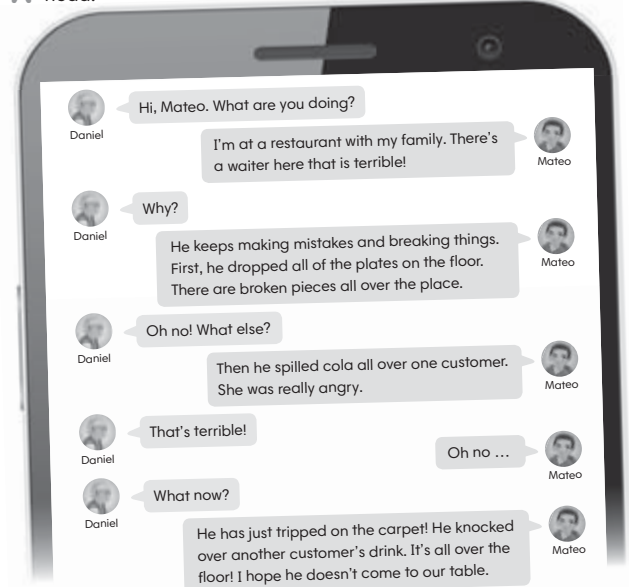 Hi, Mateo. What are you doing?
Daniel
I'm at a restaurant with my family. There's
a waiter here that is terrible!
Mateo
Why?
Daniel
He keeps making mistakes and breaking things.
First, he dropped all of the plates on the floor.
There are broken pieces all over the place.
Mateo
Oh no! What else?
Daniel
Then he spilled cola all over one customer.
She was really angry.
Mateo
That's terrible!
Daniel
Oh no ...
Mateo
What now?
Daniel
He has just tripped on the carpet! He knocked
over another customer's drink. It's all over the
floor! I hope he doesn't come to our table.
Mateo